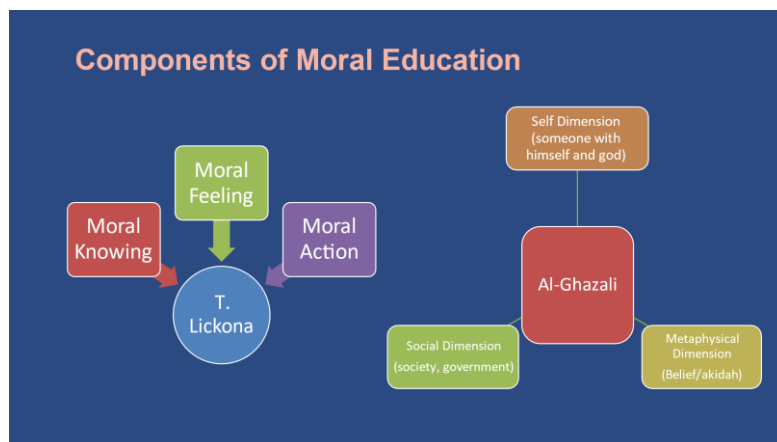 Components of Moral Education
Moral
Feeling
Moral
Knowing
Moral
Action
T.
Lickona
Self Dimension
(someone with
himself and god)
Al-Ghazali
Social Dimension
(society, government)
Metaphysical
Dimension
(Belief/akidah)